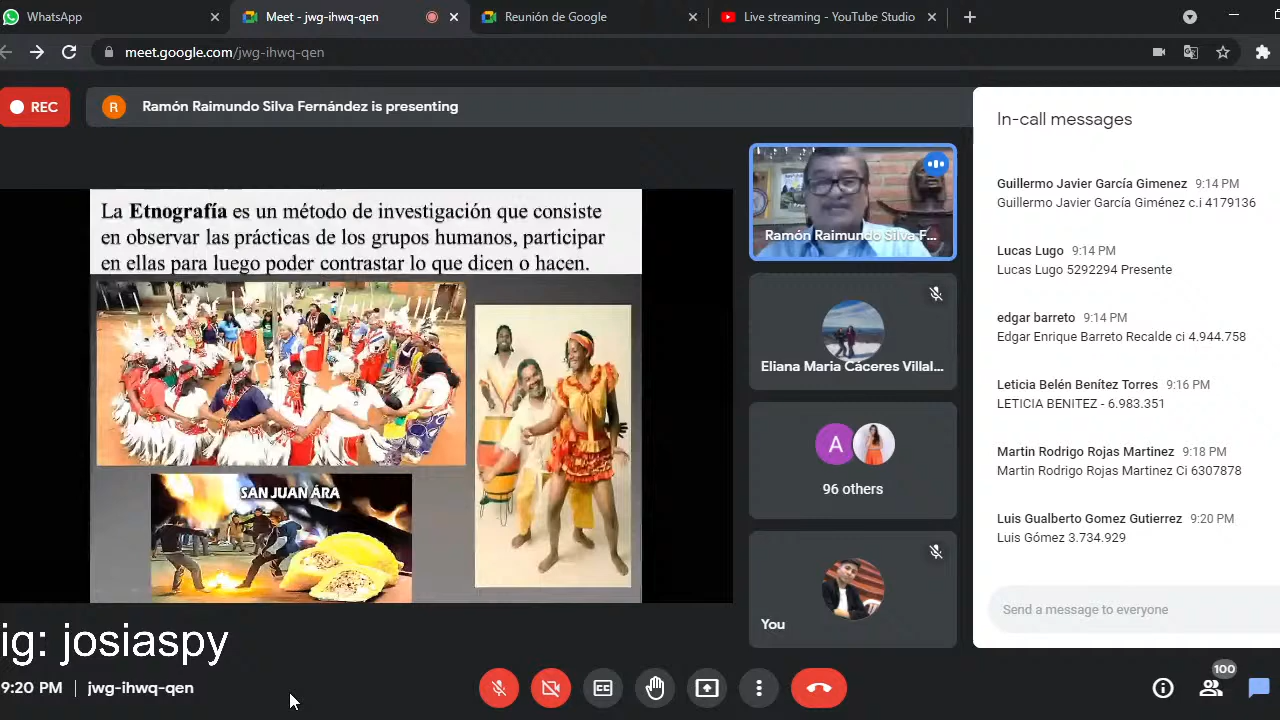 WhatsApp
Meet - jwg-ihwq-qen
Reunión de Google
Live streaming - YouTube Studio
meet.google.com/jwg-ihwq-qen
REC
R
Ramón Raimundo Silva Fernández is presenting
La Etnografía es un método de investigación que consiste
en observar las prácticas de los grupos humanos, participar
en ellas para luego poder contrastar lo que dicen o hacen.
SAN JUAN ÁRA
Ramón Raimundo Silva F...
Eliana Maria Cáceres Villal...
A
96 others
You
In-call messages
Guillermo Javier García Gimenez 9:14 PM
Guillermo Javier García Giménez c.i 4179136
Lucas Lugo 9:14 PM
Lucas Lugo 5292294 Presente
edgar barreto 9:14 PM
Edgar Enrique Barreto Recalde ci 4.944.758
Leticia Belén Benítez Torres 9:16 PM
LETICIA BENITEZ - 6.983.351
Martin Rodrigo Rojas Martinez 9:18 PM
Martin Rodrigo Rojas Martinez Ci 6307878
Luis Gualberto Gomez Gutierrez 9:20 PM
Luis Gómez 3.734.929
Send a message to everyone
ig: josiaspy
9:20 PM | jwg-ihwq-qen
100